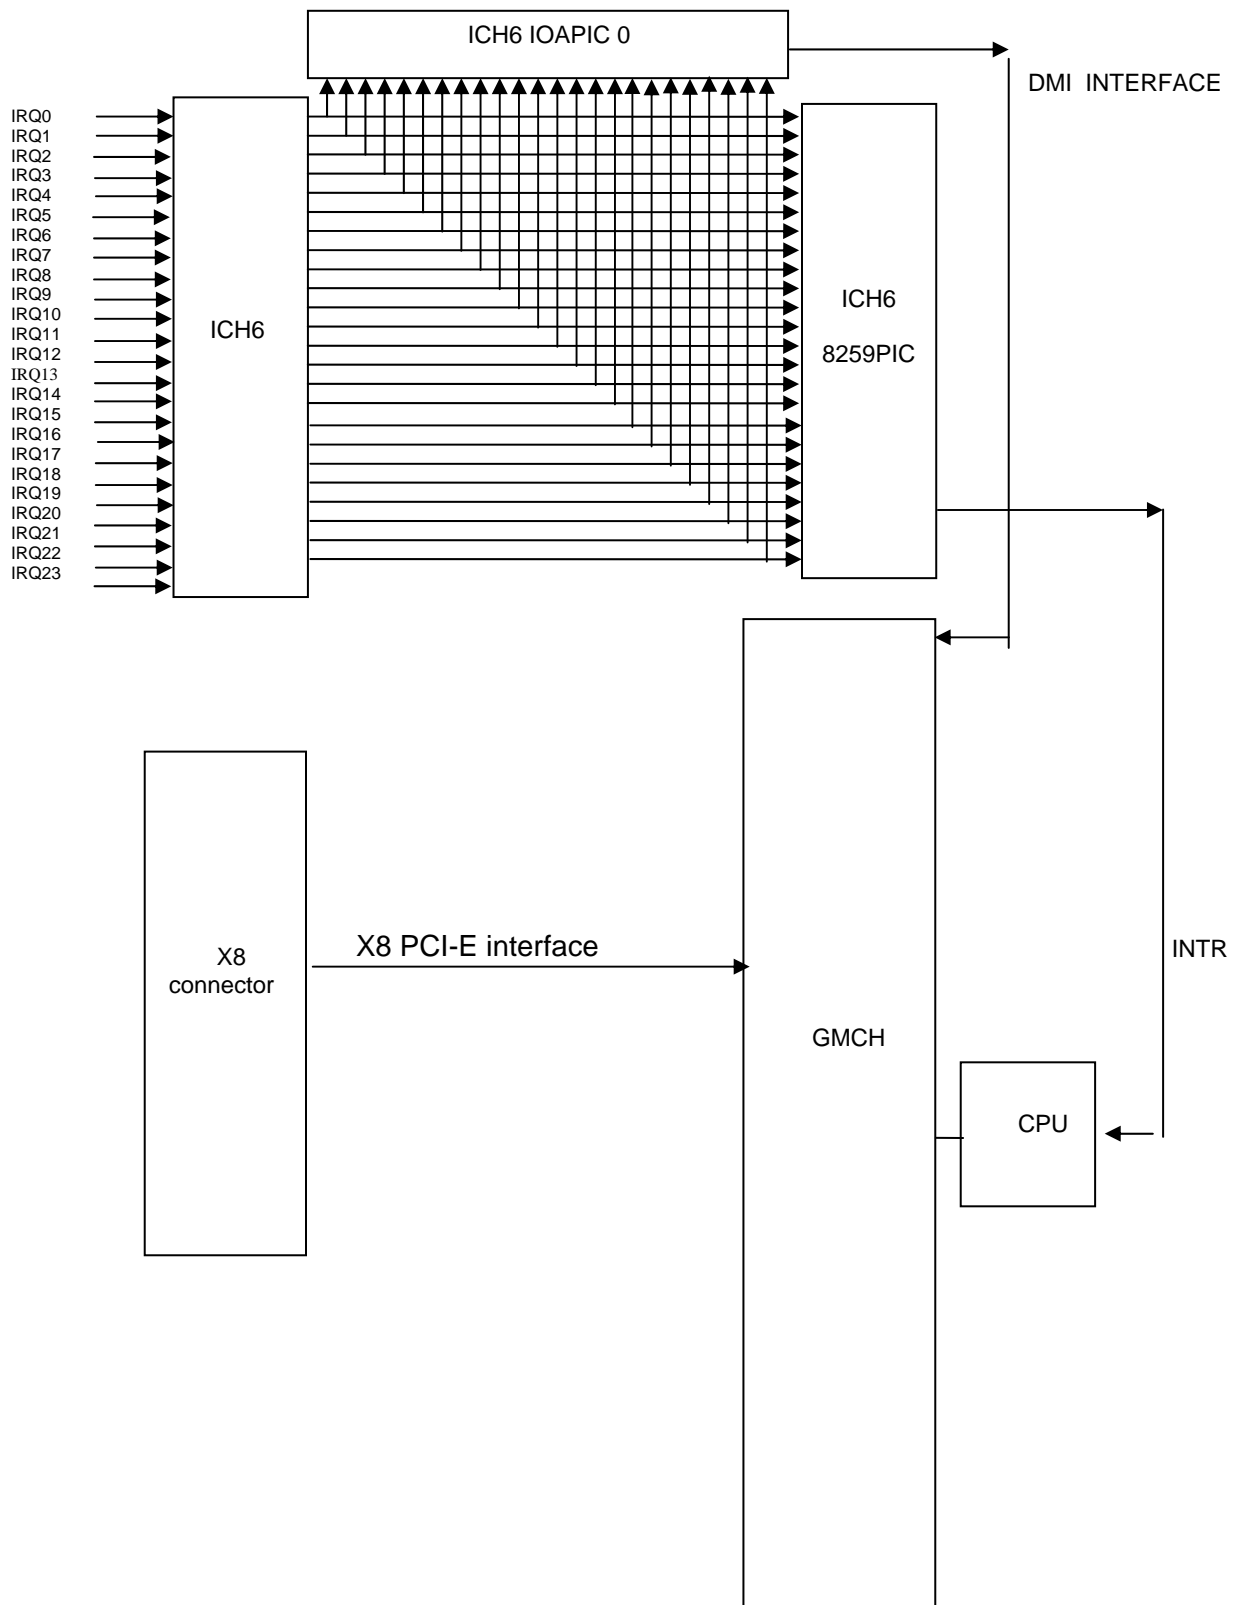 ICH6 IOAPIC 0
DMI INTERFACE
IRQ0
IRQ1
IRQ2
IRQ3
IRQ4
IRQ5
IRQ6
IRQ7
IRQ8
IRQ9
IRQ10
IRQ11
IRQ12
IRQ13
IRQ14
IRQ15
IRQ16
IRQ17
IRQ18
IRQ19
IRQ20
IRQ21
IRQ22
IRQ23
ICH6
ICH6
8259PIC
X8 PCI-E interface
X8
connector
INTR
GMCH
CPU